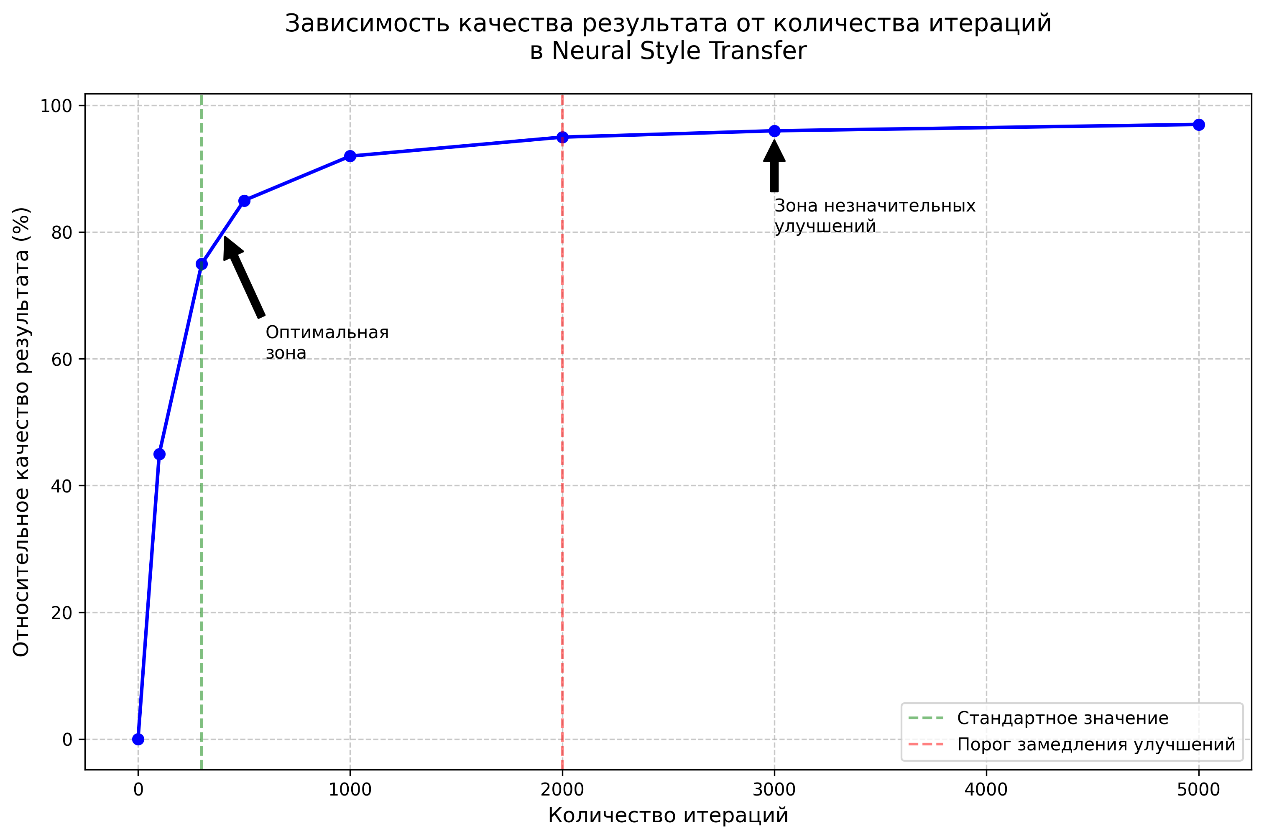 Зависимость качества результата от количества итераций
в Neural Style Transfer
Относительное качество результата (%)
100
80
60
40
20
0
Оптимальная
зона
Зона незначительных
улучшений
Стандартное значение
Порог замедления улучшений
0
1000
2000
3000
4000
5000
Количество итераций